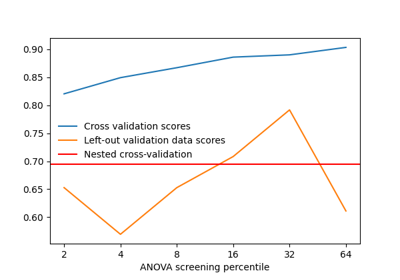 0.90
0.85
0.80
0.75
0.70
0.65
0.60
Cross validation scores
Left-out validation data scores
Nested cross-validation
2 4 8 16 32 64
ANOVA screening percentile